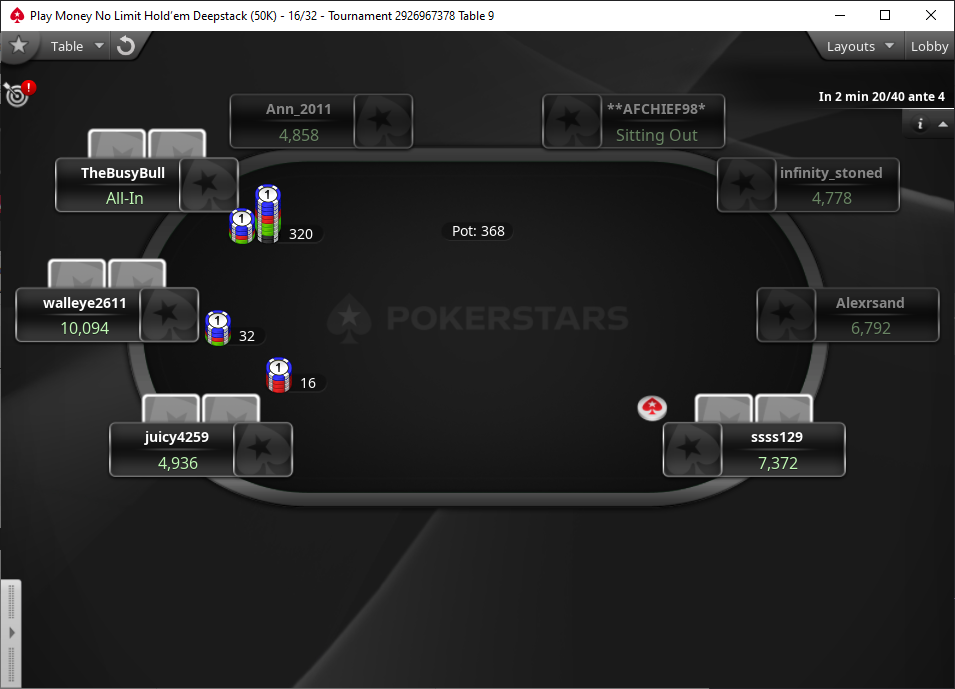 Play Money No Limit Hold'em Deepstack (50K) - 16/32 - Tournament 2926967378 Table 9
Table
Layouts
Lobby
In 2 min 20/40 ante 4
!
i
Ann_2011
4,858
**AFCHIEF98*
Sitting Out
TheBusyBull
All-In
infinity_stoned
4,778
1
1
320
Pot: 368
walleye2611
10,094
1
32
POKERSTARS
Alexrsand
6,792
1
16
juicy4259
4,936
ssss129
7,372